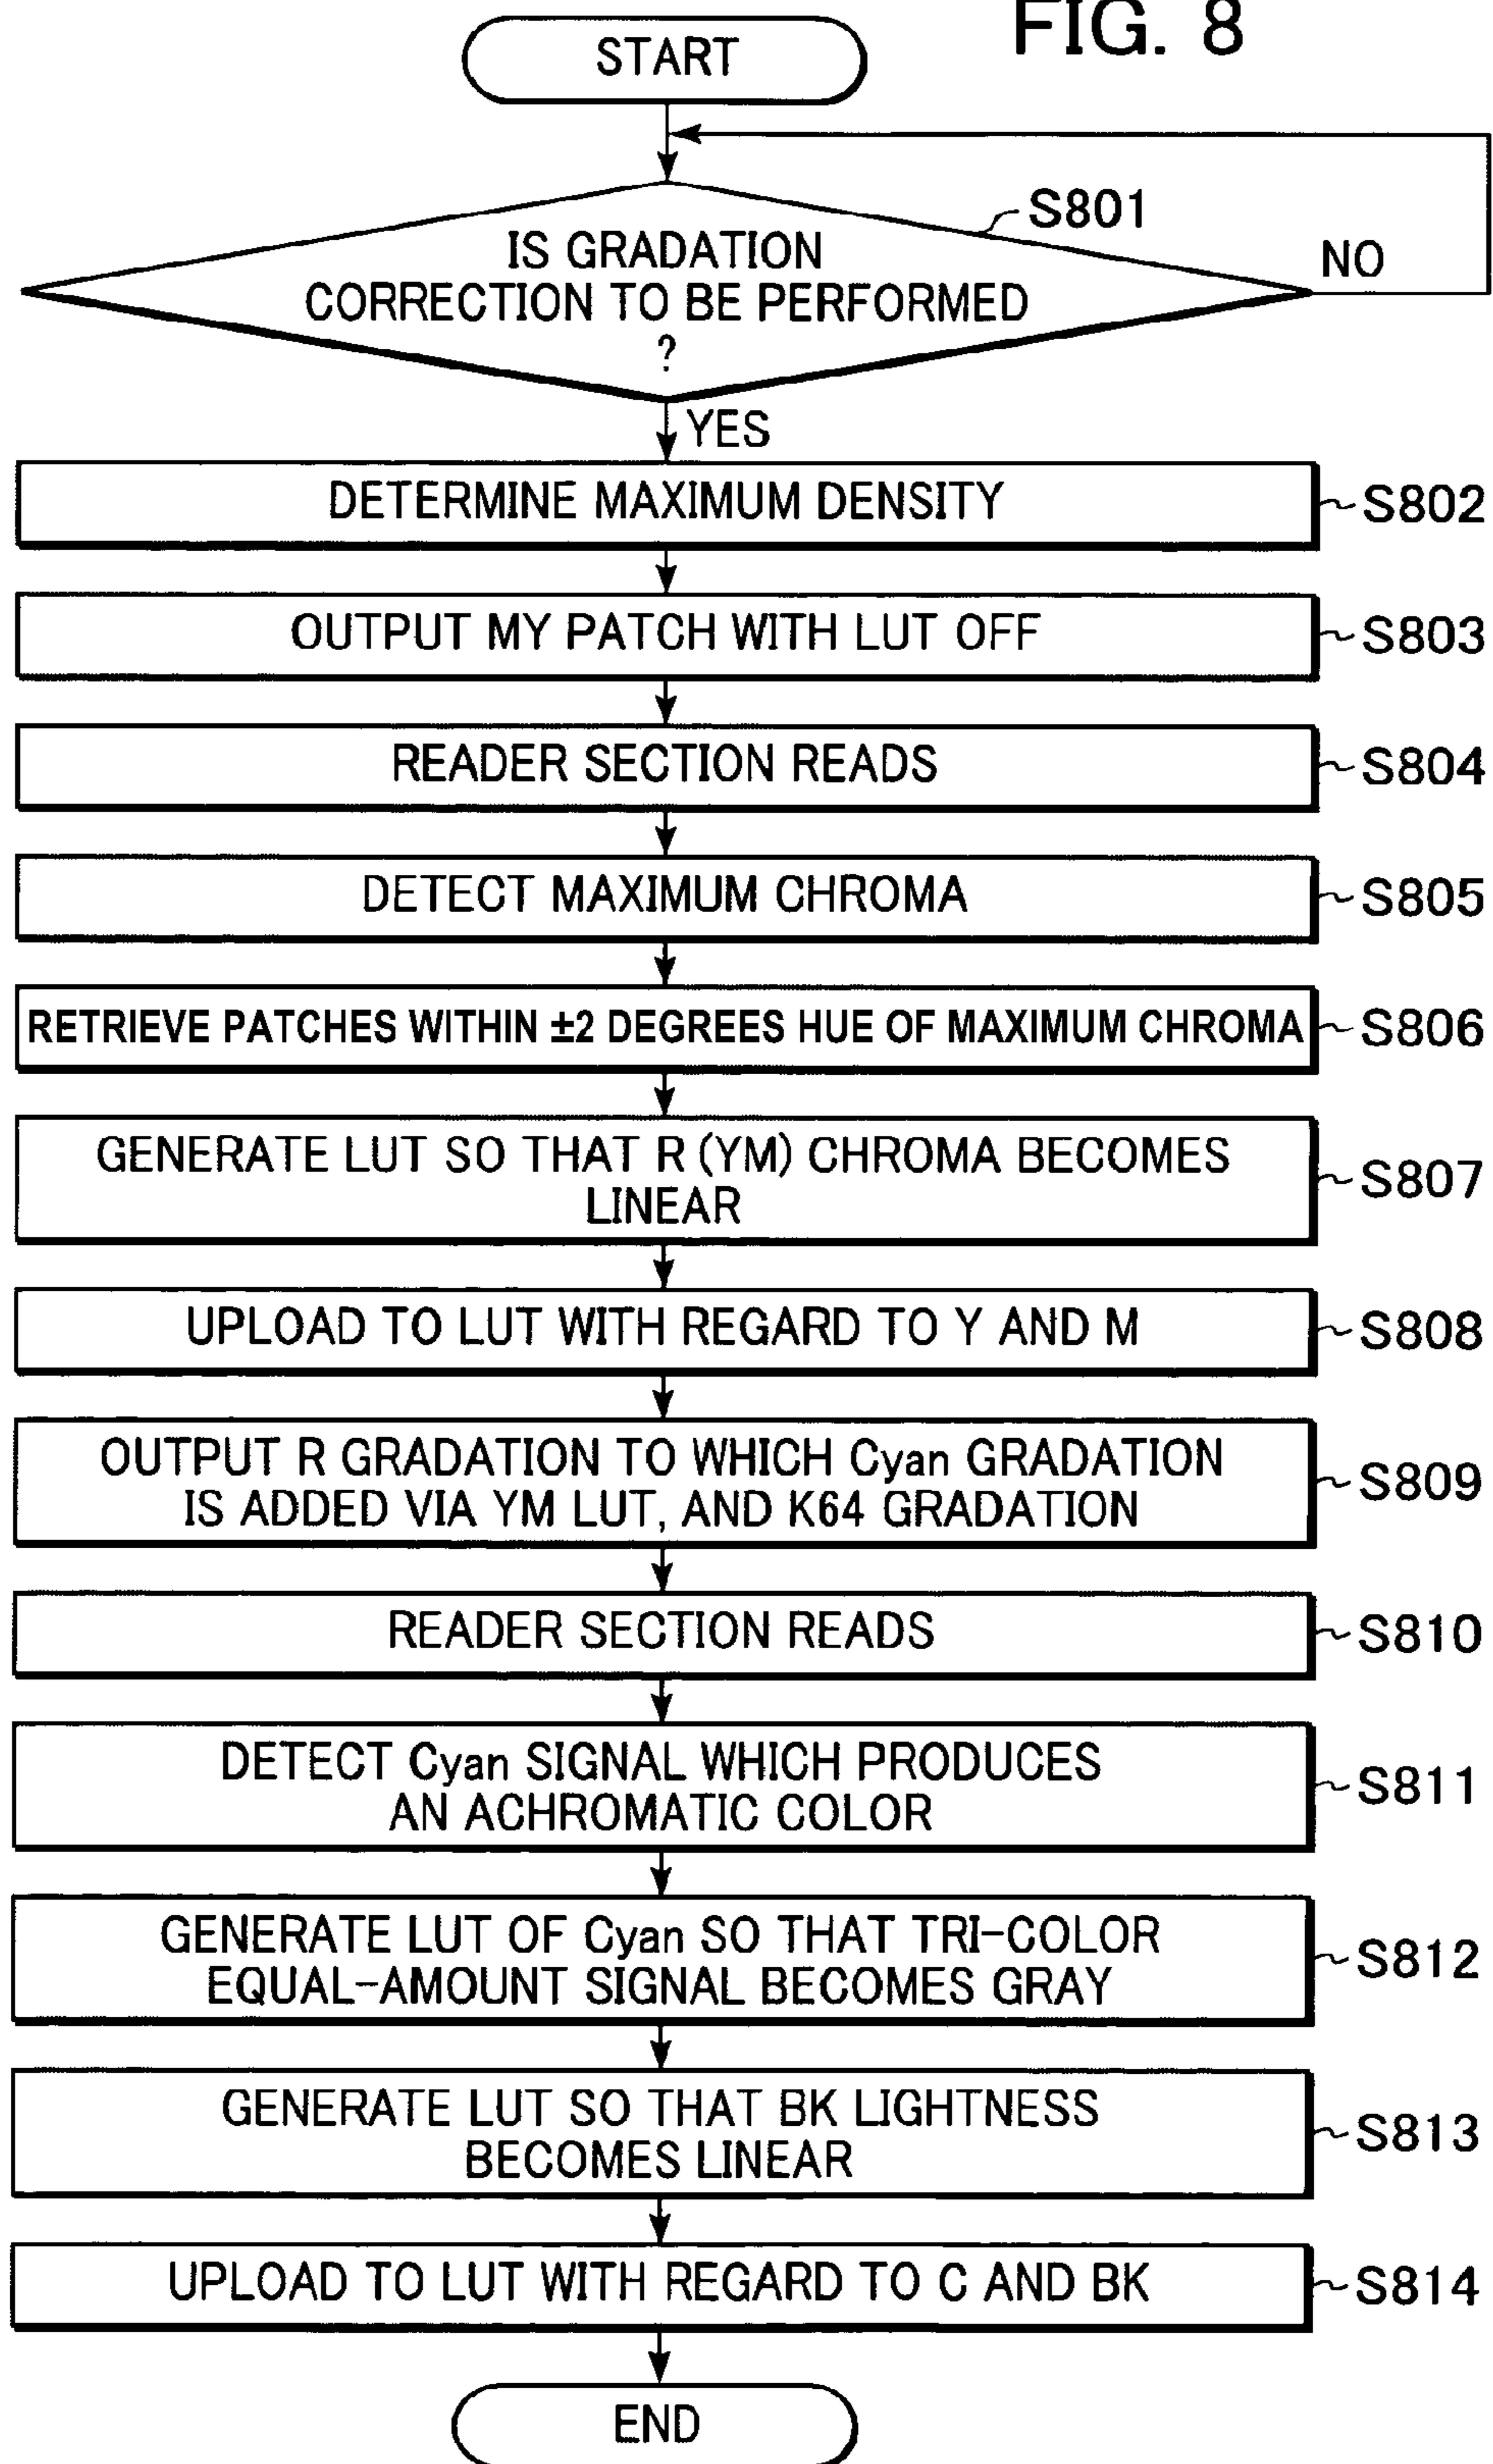 FIG. 8
START
S801
IS GRADATION
CORRECTION TO BE PERFORMED
?
NO
YES
DETERMINE MAXIMUM DENSITY
S802
OUTPUT MY PATCH WITH LUT OFF
S803
READER SECTION READS
S804
DETECT MAXIMUM CHROMA
S805
RETRIEVE PATCHES WITHIN ±2 DEGREES HUE OF MAXIMUM CHROMA
S806
GENERATE LUT SO THAT R (YM) CHROMA BECOMES
LINEAR
S807
UPLOAD TO LUT WITH REGARD TO Y AND M
S808
OUTPUT R GRADATION TO WHICH Cyan GRADATION
IS ADDED VIA YM LUT, AND K64 GRADATION
S809
READER SECTION READS
S810
DETECT Cyan SIGNAL WHICH PRODUCES
AN ACHROMATIC COLOR
S811
GENERATE LUT OF Cyan SO THAT TRI-COLOR
EQUAL-AMOUNT SIGNAL BECOMES GRAY
S812
GENERATE LUT SO THAT BK LIGHTNESS
BECOMES LINEAR
S813
UPLOAD TO LUT WITH REGARD TO C AND BK
S814
END